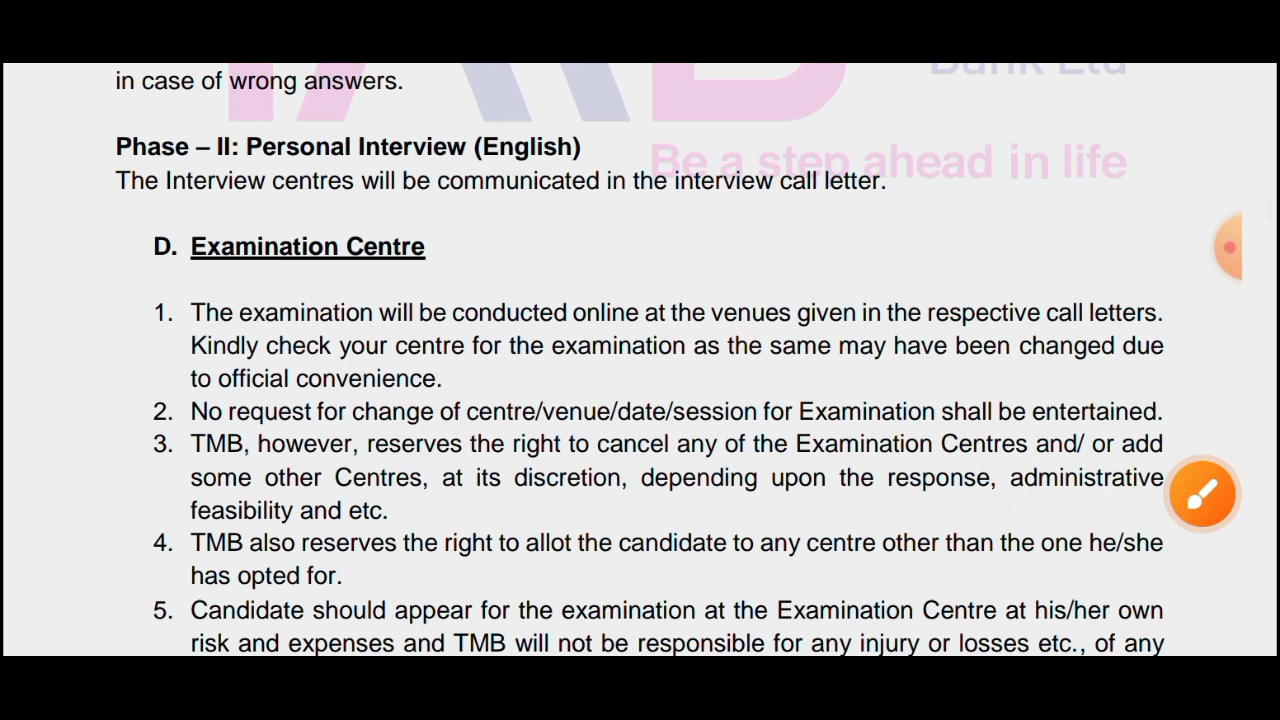 Bank Ltd
in case of wrong answers.
Phase – II: Personal Interview (English)
Be a step ahead in life
The Interview centres will be communicated in the interview call letter.
D. Examination Centre
1. The examination will be conducted online at the venues given in the respective call letters.
Kindly check your centre for the examination as the same may have been changed due
to official convenience.
2. No request for change of centre/venue/date/session for Examination shall be entertained.
3. TMB, however, reserves the right to cancel any of the Examination Centres and/ or add
some other Centres, at its discretion, depending upon the response, administrative
feasibility and etc.
4. TMB also reserves the right to allot the candidate to any centre other than the one he/she
has opted for.
5. Candidate should appear for the examination at the Examination Centre at his/her own
risk and expenses and TMB will not be responsible for any injury or losses etc., of any